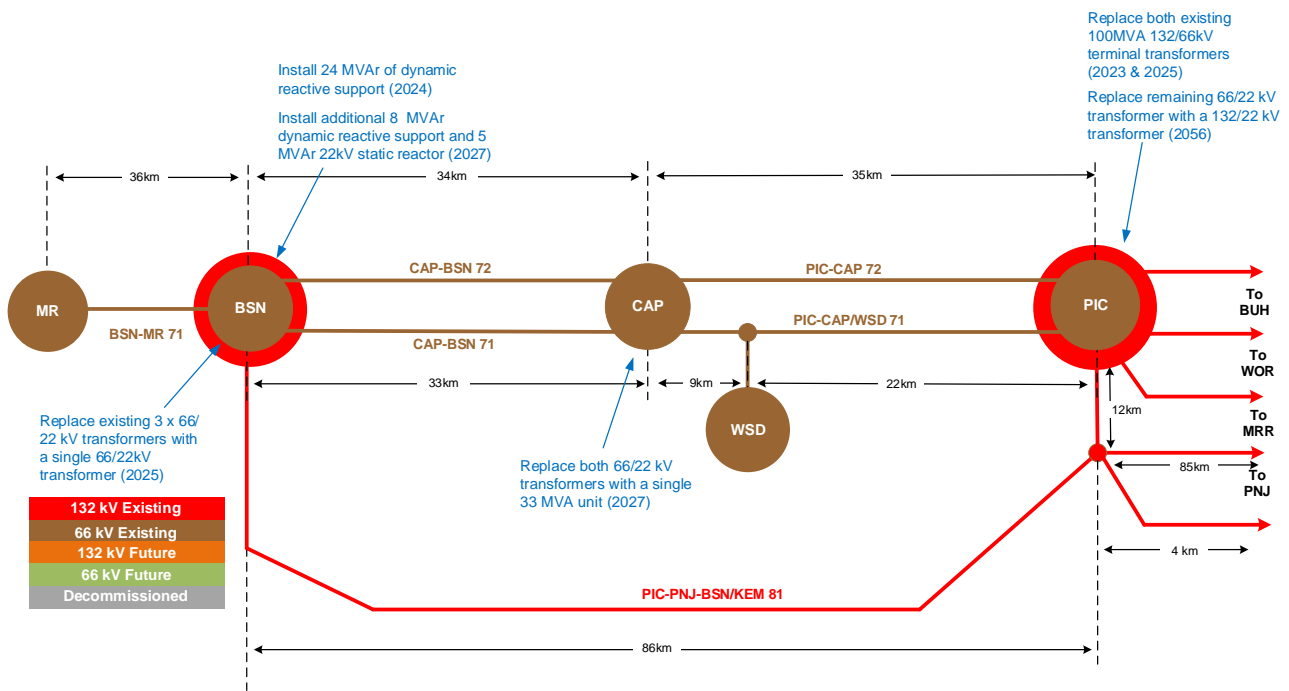 Replace both existing
100MVA 132/66kV
terminal transformers
(2023 & 2025)
Replace remaining 66/22 kV
transformer with a 132/22 kV
transformer (2056)
Install 24 MVAr of dynamic
reactive support (2024)
Install additional 8 MVAr
dynamic reactive support and 5
MVAr 22kV static reactor (2027)
36km
34km
35km
CAP-BSN 72
PIC-CAP 72
MR
BSN
CAP
PIC
To
BUH
BSN-MR 71
CAP-BSN 71
PIC-CAP/WSD 71
To
WOR
33km
9km
22km
12km
WSD
To
MRR
85km
To
PNJ
4 km
Replace existing 3 x 66/
22 kV transformers with
a single 66/22kV
transformer (2025)
Replace both 66/22 kV
transformers with a single
33 MVA unit (2027)
132 kV Existing
66 kV Existing
132 kV Future
66 kV Future
Decommissioned
PIC-PNJ-BSN/KEM 81
86km